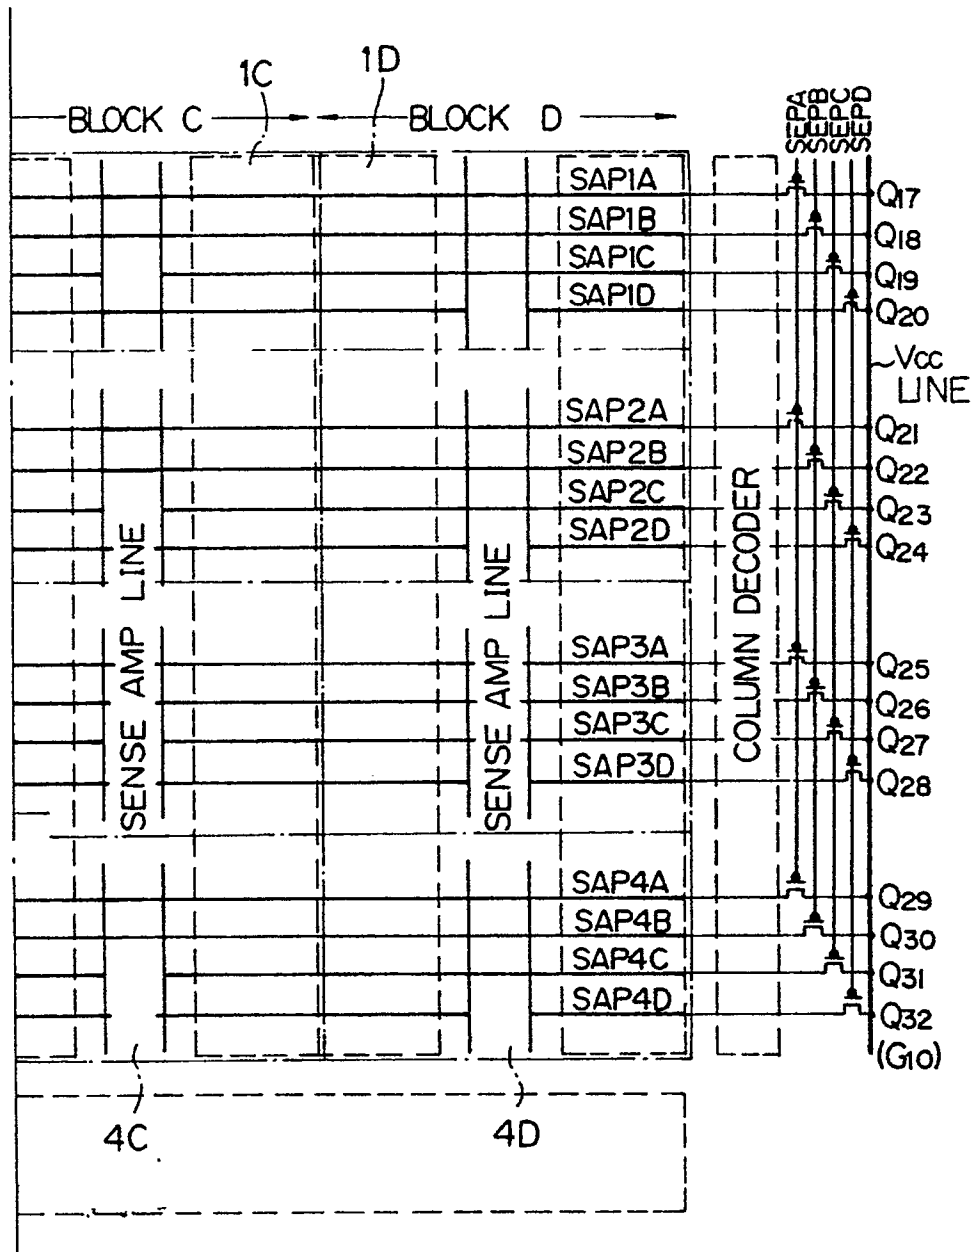 1C
1D
BLOCK C
BLOCK D
SEPA
SEPB
SEPC
SEPD
SAP1A
Q17
SAP1B
Q18
SAP1C
Q19
SAP1D
Q20
Vcc
LINE
SAP2A
Q21
SAP2B
Q22
SAP2C
Q23
SAP2D
Q24
SENSE AMP LINE
SENSE AMP LINE
COLUMN DECODER
SAP3A
Q25
SAP3B
Q26
SAP3C
Q27
SAP3D
Q28
SAP4A
Q29
SAP4B
Q30
SAP4C
Q31
SAP4D
Q32
(G10)
4C
4D